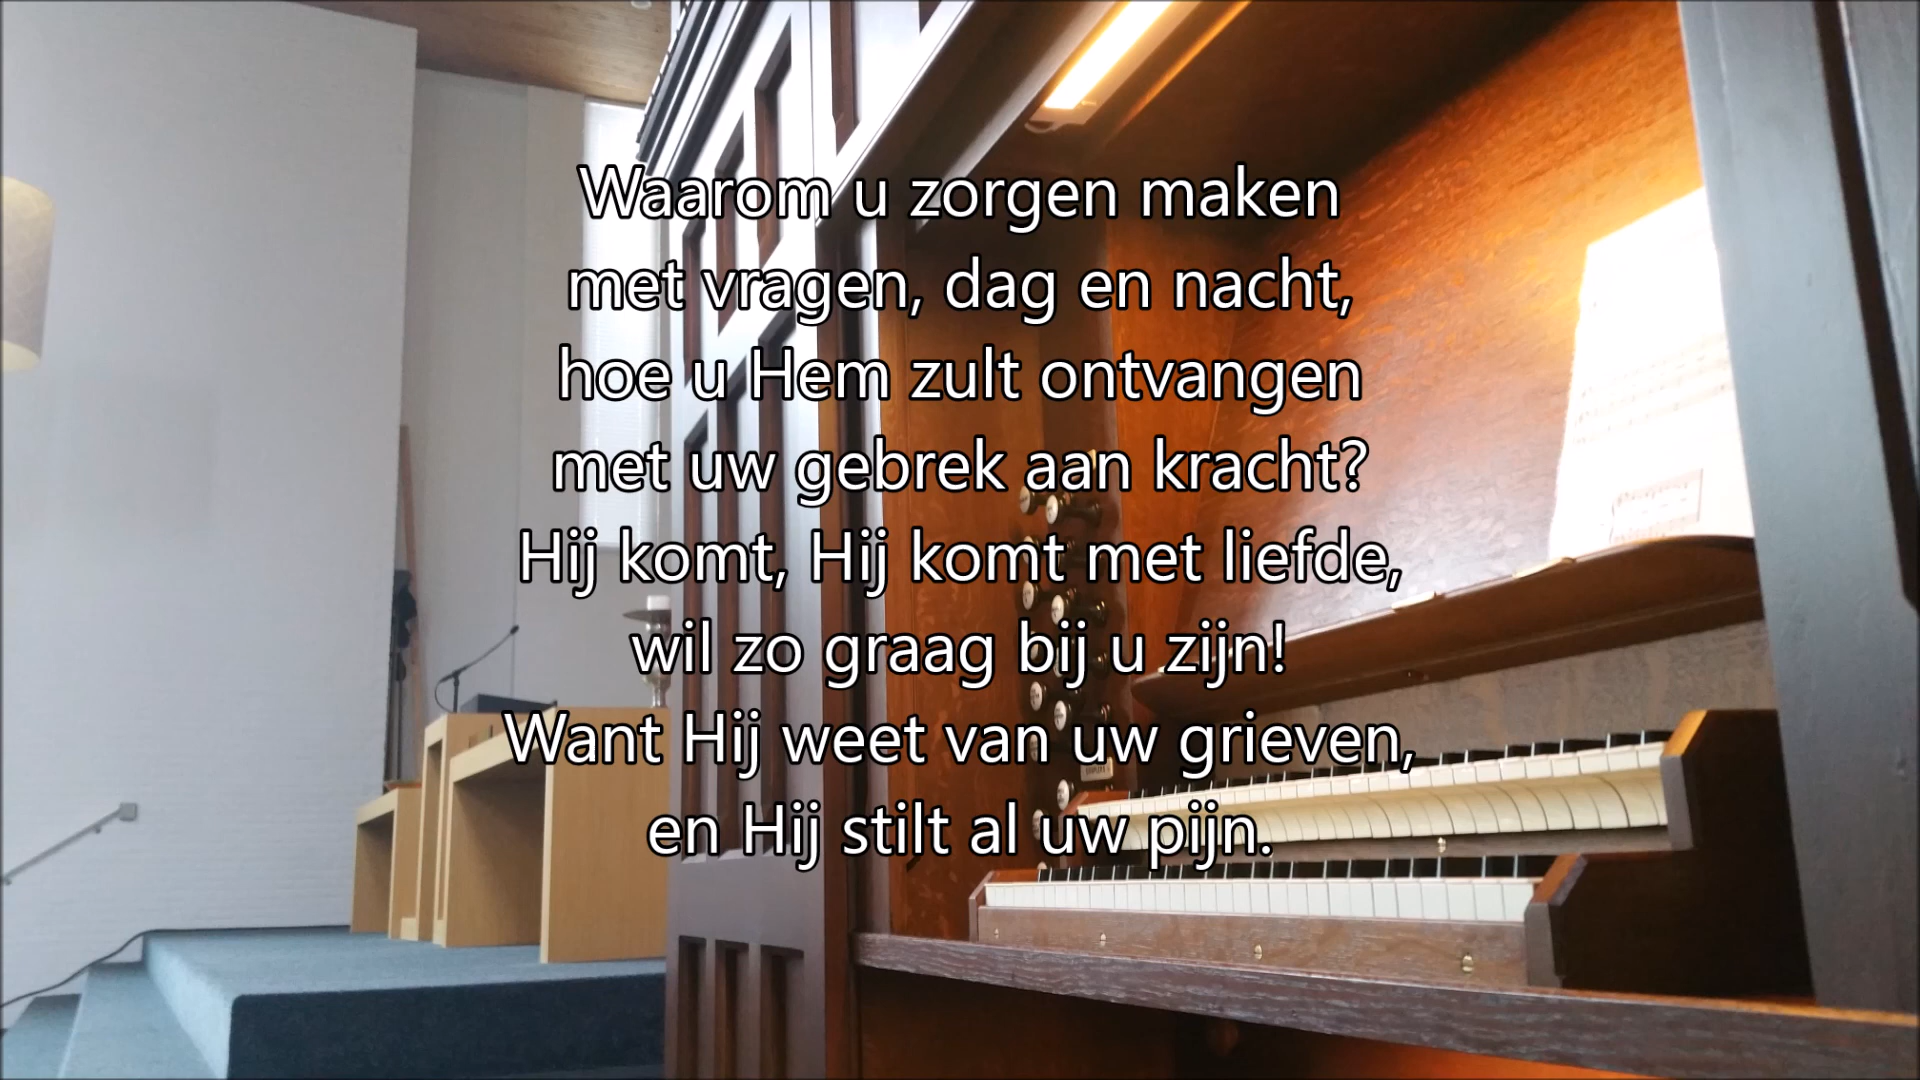 Waarom u zorgen maken
met vragen, dag en nacht,
hoe u Hem zult ontvangen
met uw gebrek aan kracht?
Hij komt, Hij komt met liefde,
wil zo graag bij u zijn!
Want Hij weet van uw grieven,
en Hij stilt al uw pijn.